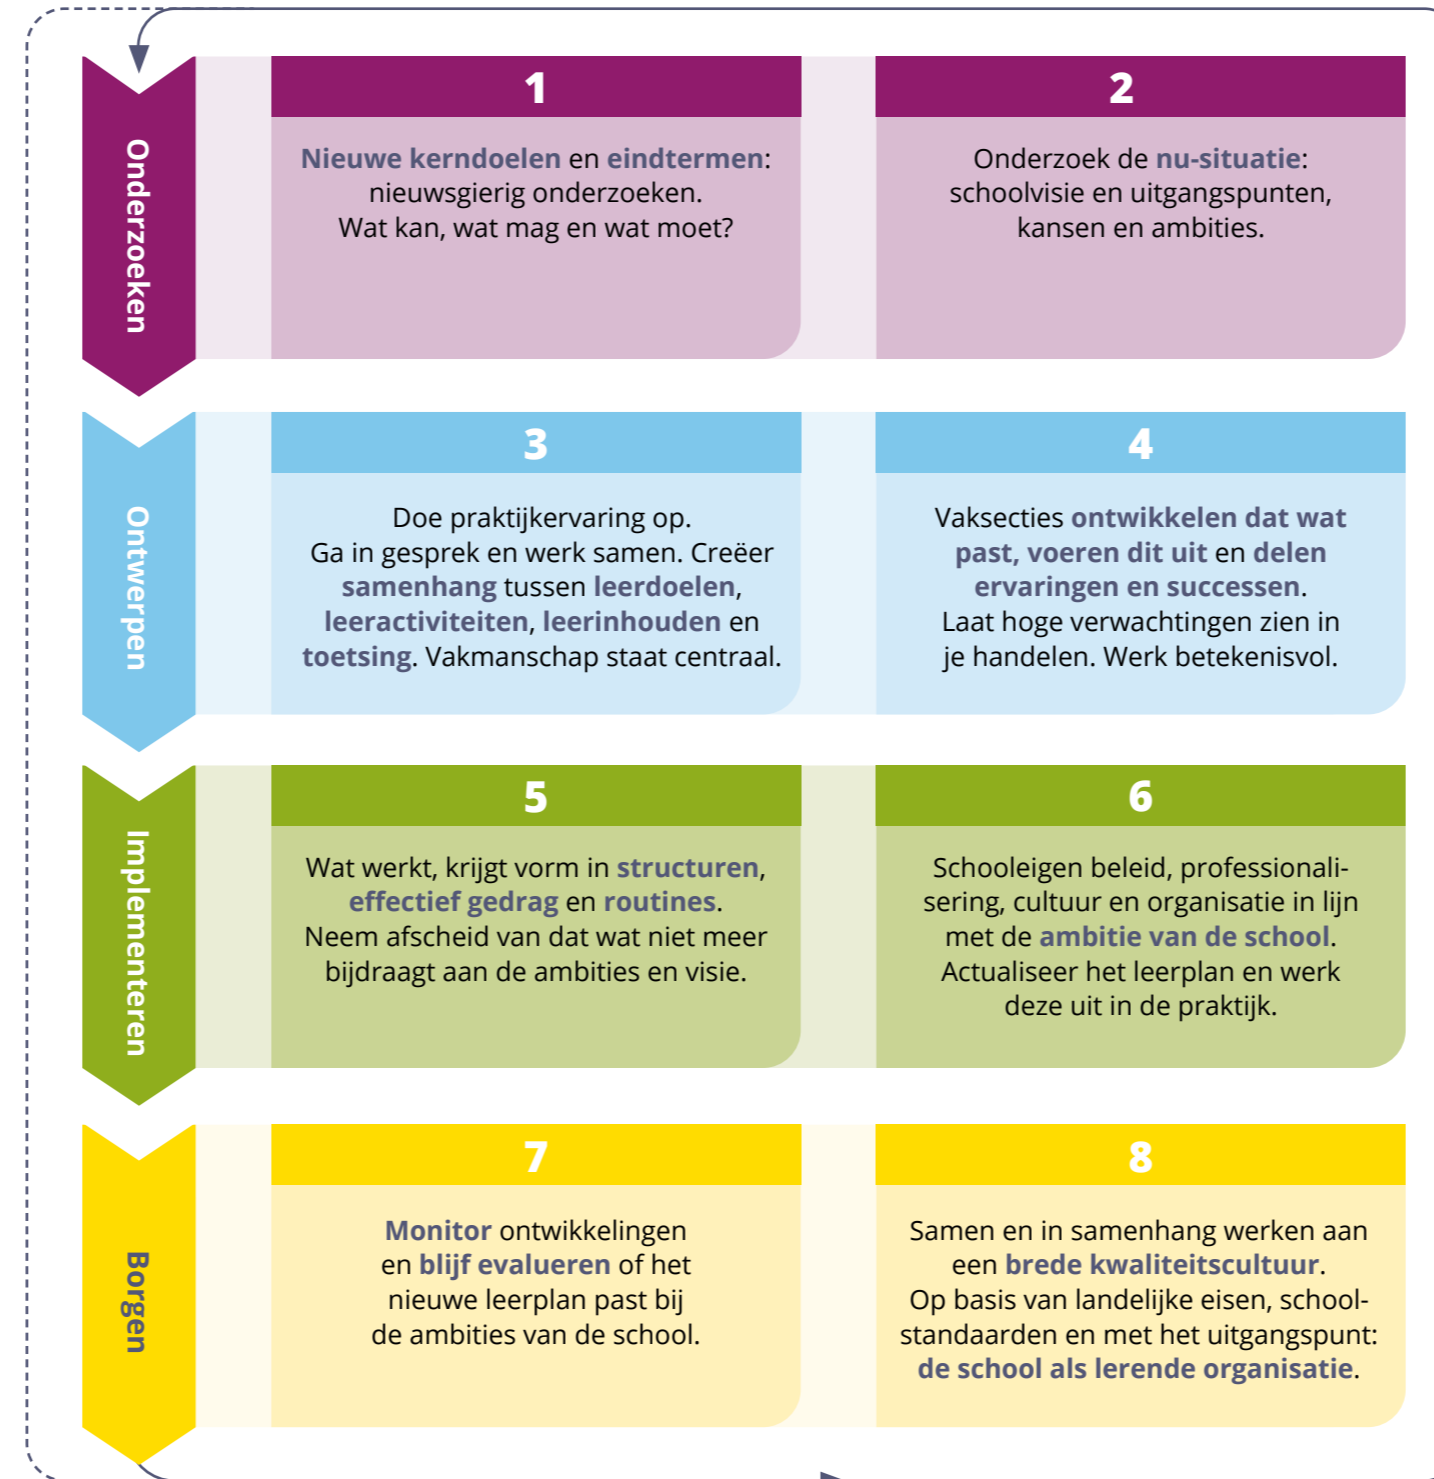 Onderzoeken
1
Nieuwe kerndoelen en eindtermen:
nieuwsgierig onderzoeken.
Wat kan, wat mag en wat moet?
2
Onderzoek de nu-situatie:
schoolvisie en uitgangspunten,
kansen en ambities.
Ontwerpen
3
Doe praktijkervaring op.
Ga in gesprek en werk samen. Creëer
samenhang tussen leerdoelen,
leeractiviteiten, leerinhouden en
toetsing. Vakmanschap staat centraal.
4
Vaksecties ontwikkelen dat wat
past, voeren dit uit en delen
ervaringen en successen.
Laat hoge verwachtingen zien in
je handelen. Werk betekenisvol.
Implementeren
5
Wat werkt, krijgt vorm in structuren,
effectief gedrag en routines.
Neem afscheid van dat wat niet meer
bijdraagt aan de ambities en visie.
6
Schooleigen beleid, professionali-
sering, cultuur en organisatie in lijn
met de ambitie van de school.
Actualiseer het leerplan en werk
deze uit in de praktijk.
Borgen
7
Monitor ontwikkelingen
en blijf evalueren of het
nieuwe leerplan past bij
de ambities van de school.
8
Samen en in samenhang werken aan
een brede kwaliteitscultuur.
Op basis van landelijke eisen, school-
standaarden en met het uitgangspunt:
de school als lerende organisatie.